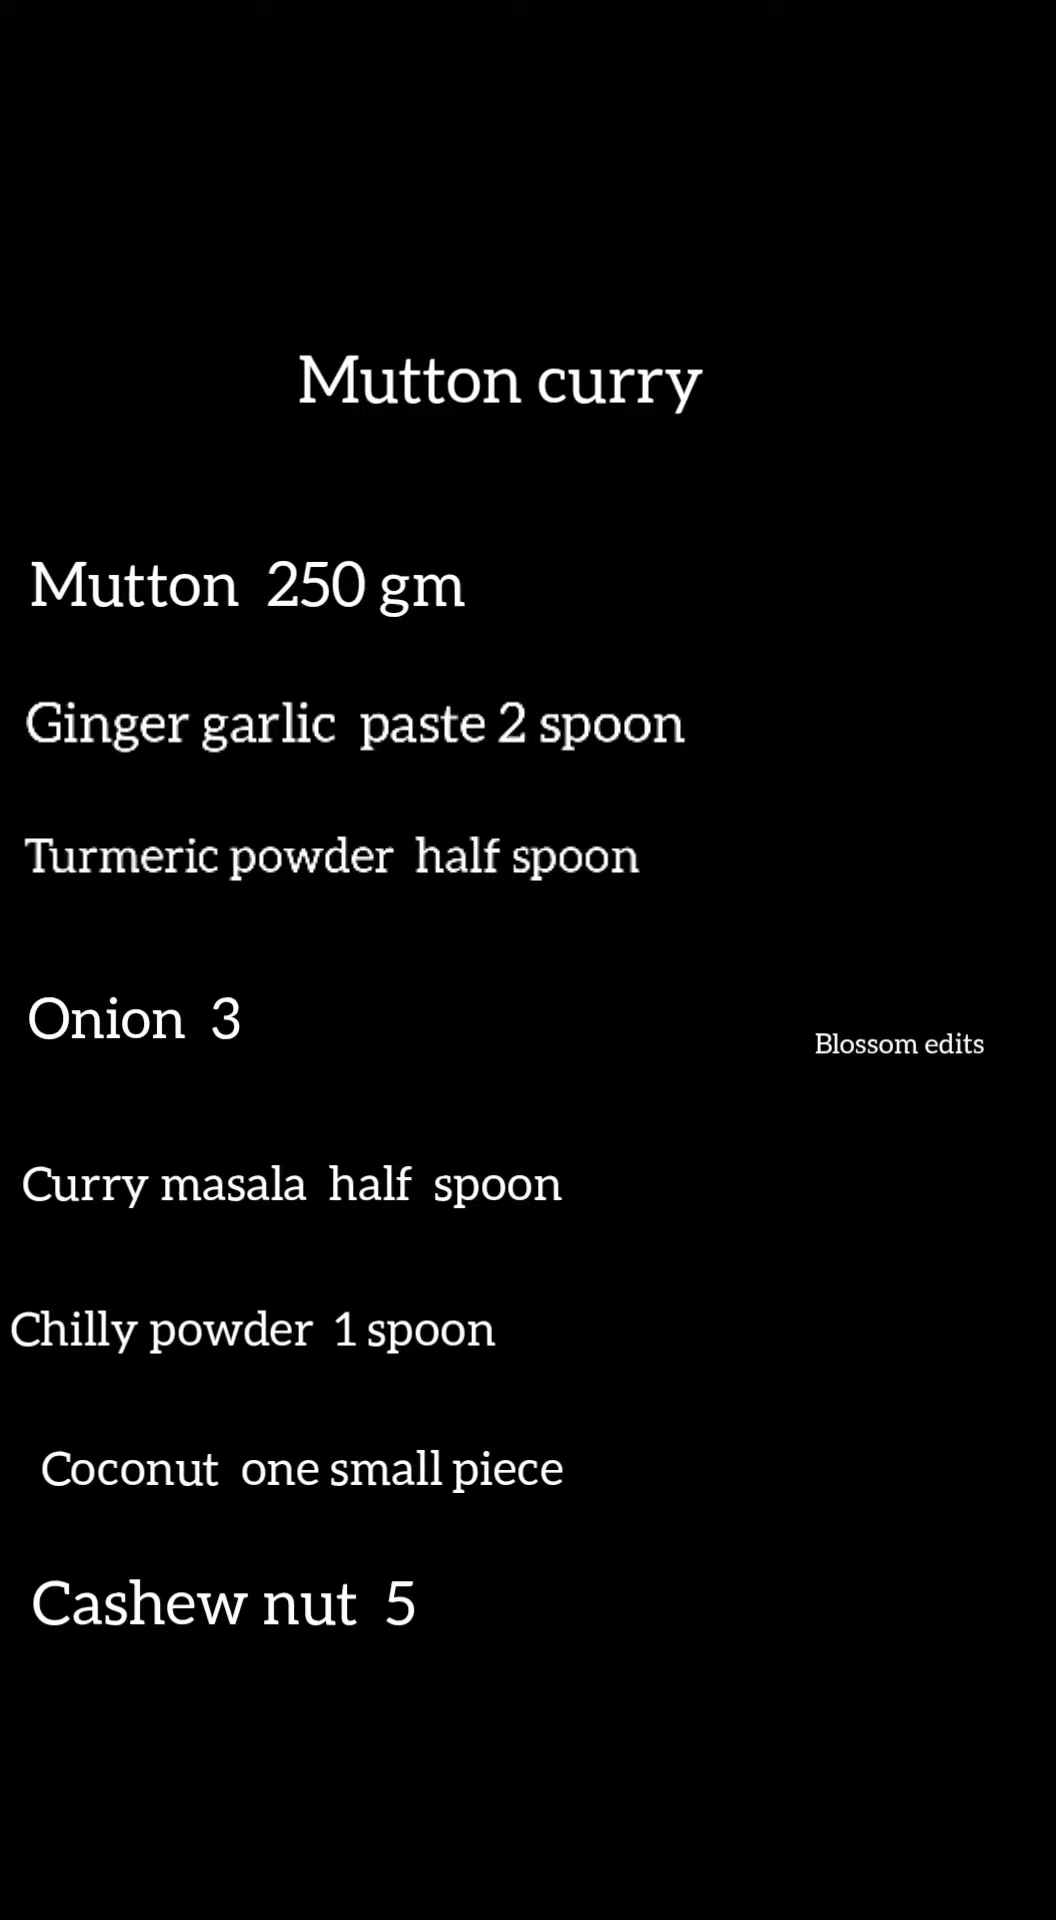 Mutton curry
Mutton 250 gm
Ginger garlic paste 2 spoon
Turmeric powder half spoon
Onion 3
Blossom edits
Curry masala half spoon
Chilly powder 1 spoon
Coconut one small piece
Cashew nut 5